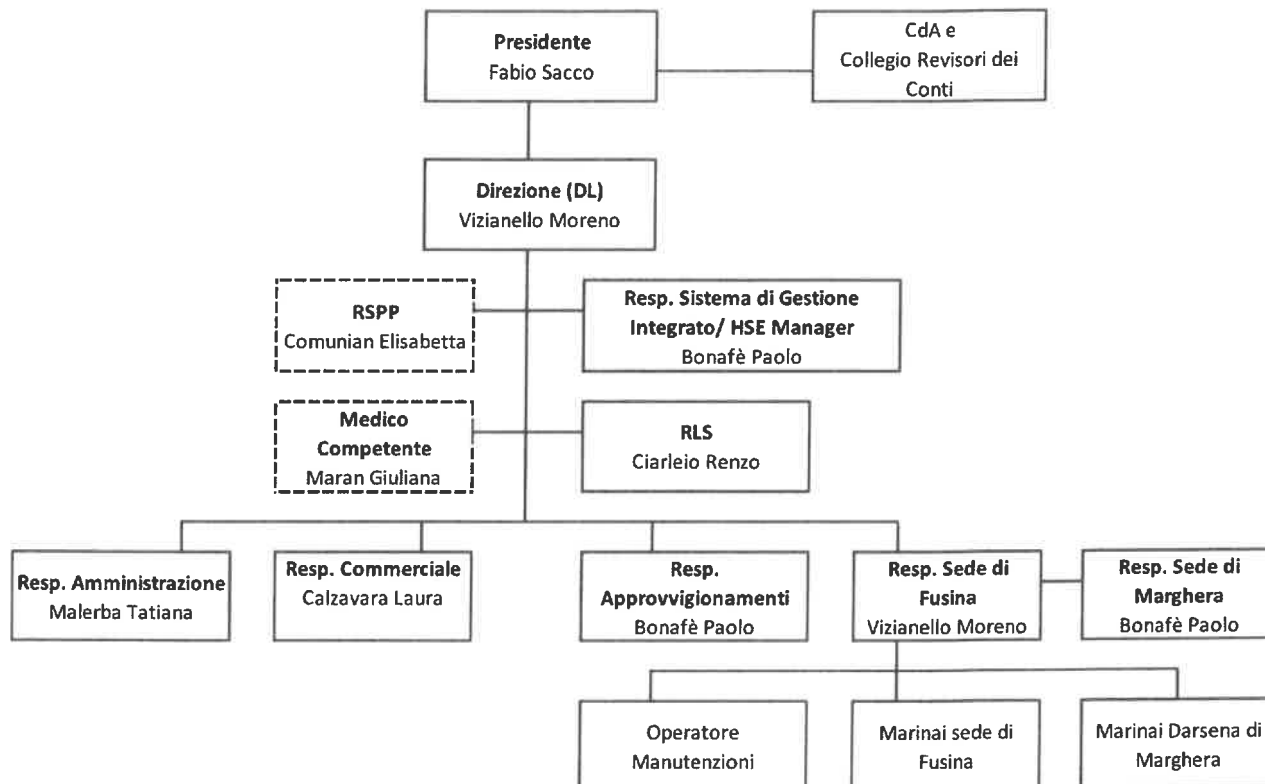 Presidente
Fabio Sacco
CdA e
Collegio Revisori dei
Conti
Direzione (DL)
Vizianello Moreno
RSPP
Comunian Elisabetta
Resp. Sistema di Gestione
Integrato/ HSE Manager
Bonafè Paolo
Medico
Competente
Maran Giuliana
RLS
Ciarleio Renzo
Resp. Amministrazione
Malerba Tatiana
Resp. Commerciale
Calzavara Laura
Resp.
Approvvigionamenti
Bonafè Paolo
Resp. Sede di
Fusina
Vizianello Moreno
Resp. Sede di
Marghera
Bonafè Paolo
Operatore
Manutenzioni
Marinai sede di
Fusina
Marinai Darsena di
Marghera